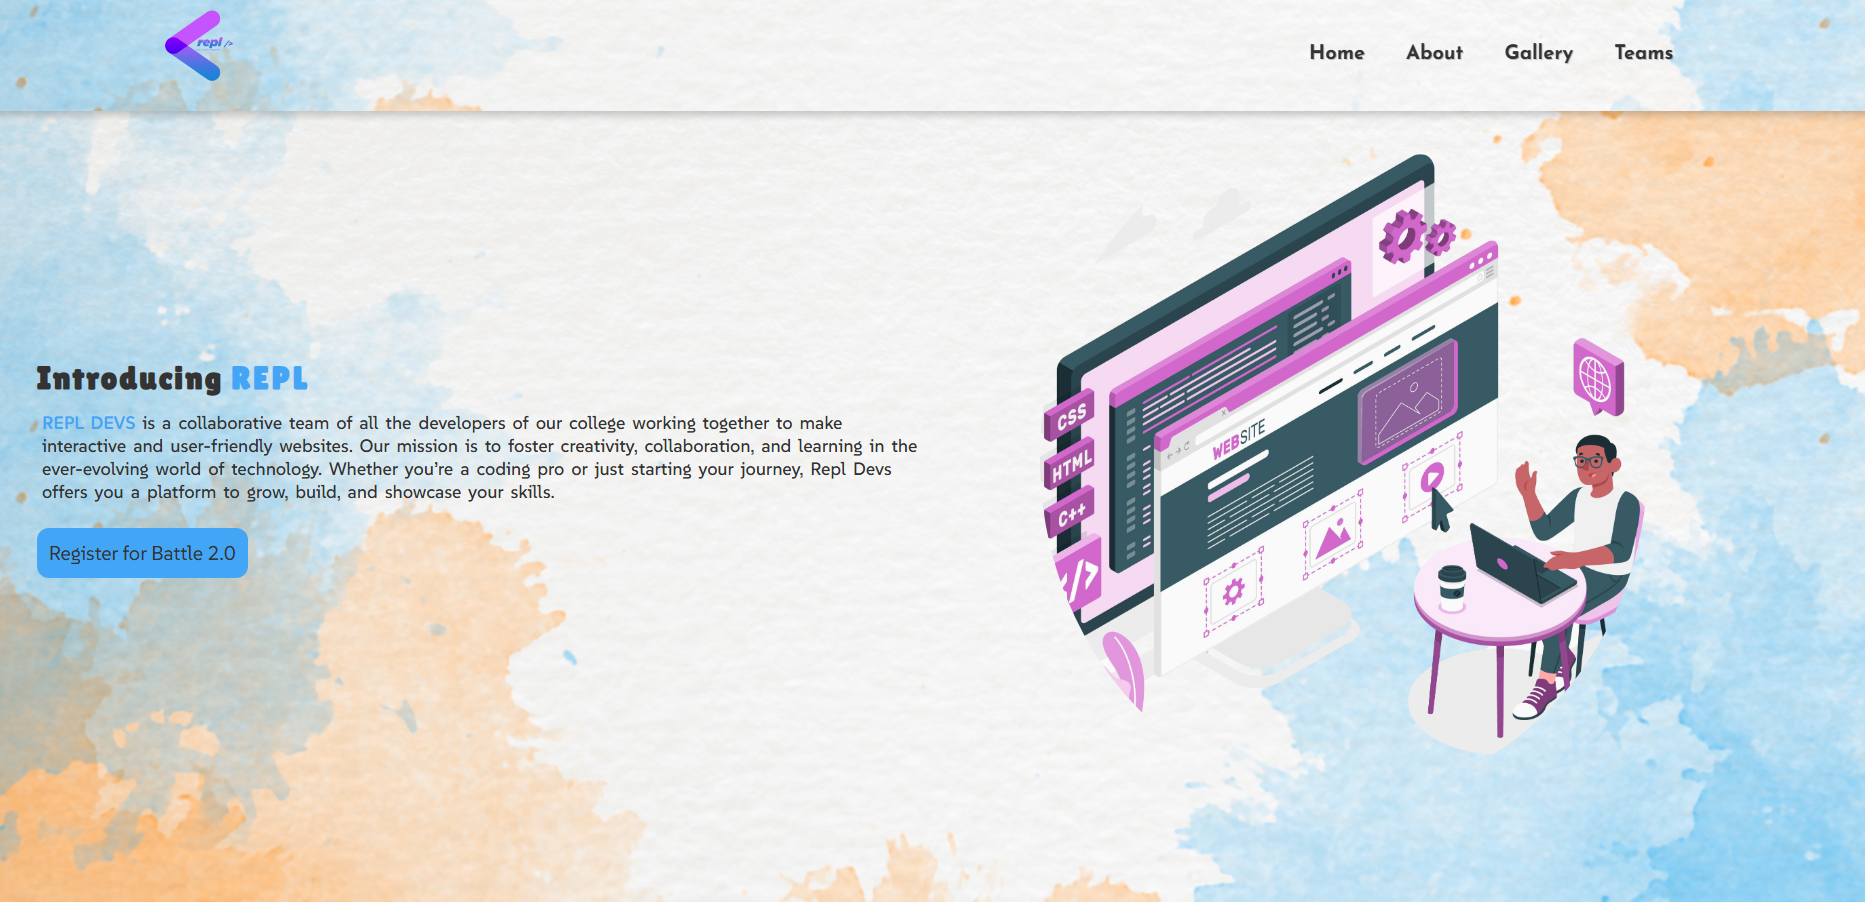 repl />
Home About Gallery Teams
Introducing REPL
REPL DEVS is a collaborative team of all the developers of our college working together to make
interactive and user-friendly websites. Our mission is to foster creativity, collaboration, and learning in the
ever-evolving world of technology. Whether you're a coding pro or just starting your journey, Repl Devs
offers you a platform to grow, build, and showcase your skills.
Register for Battle 2.0
CSS
HTML
C++
</>
WEBSITE